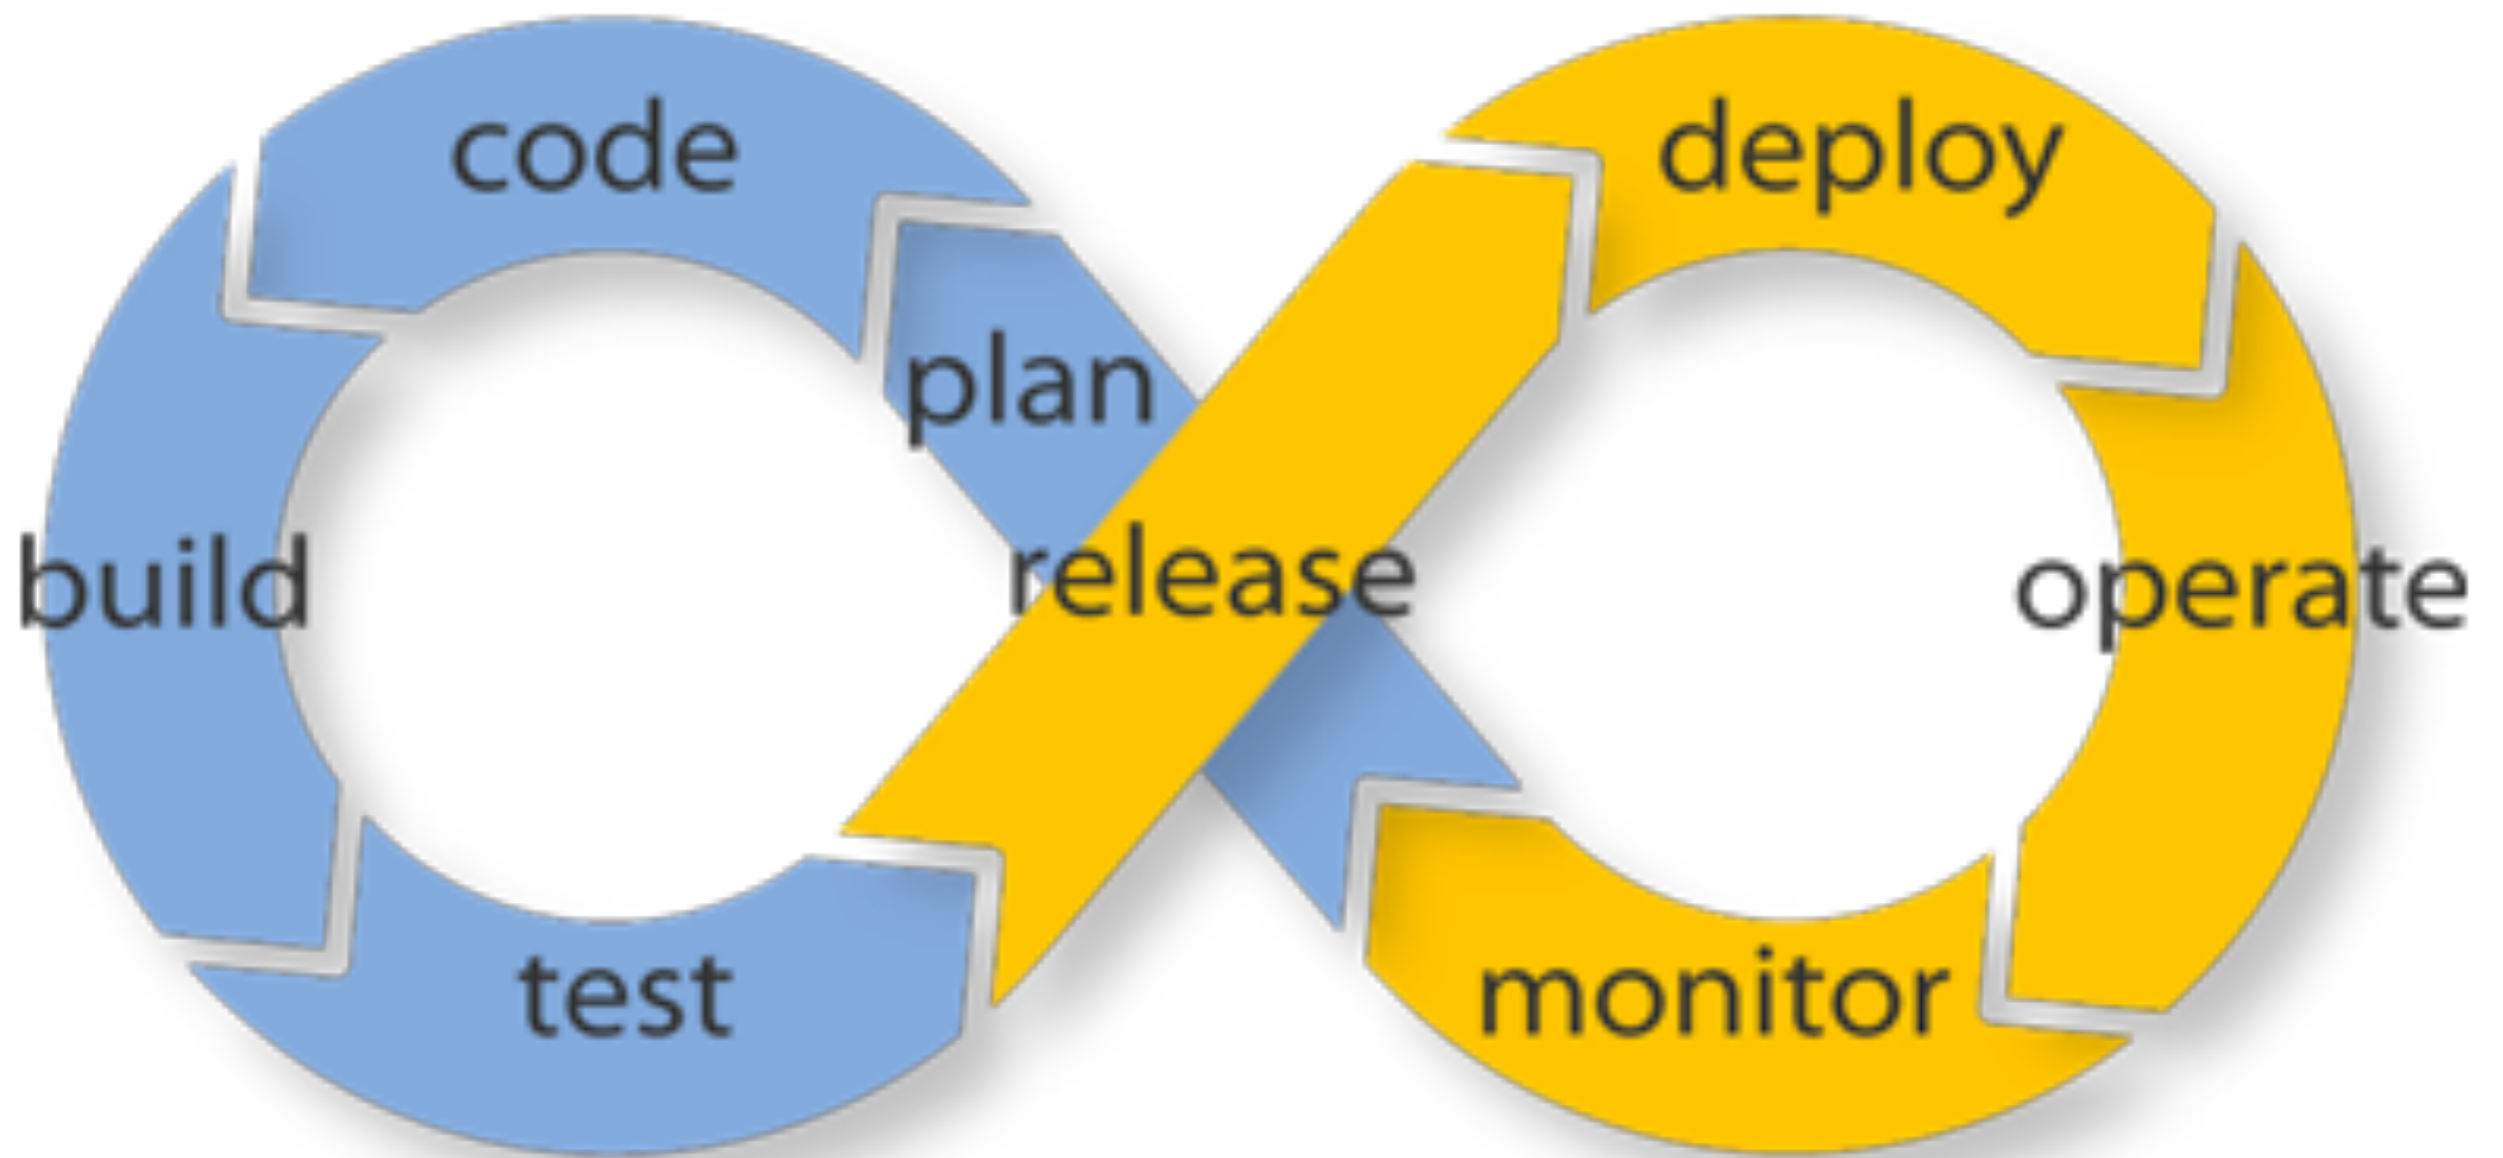 code
deploy
plan
build
release
operate
test
monitor